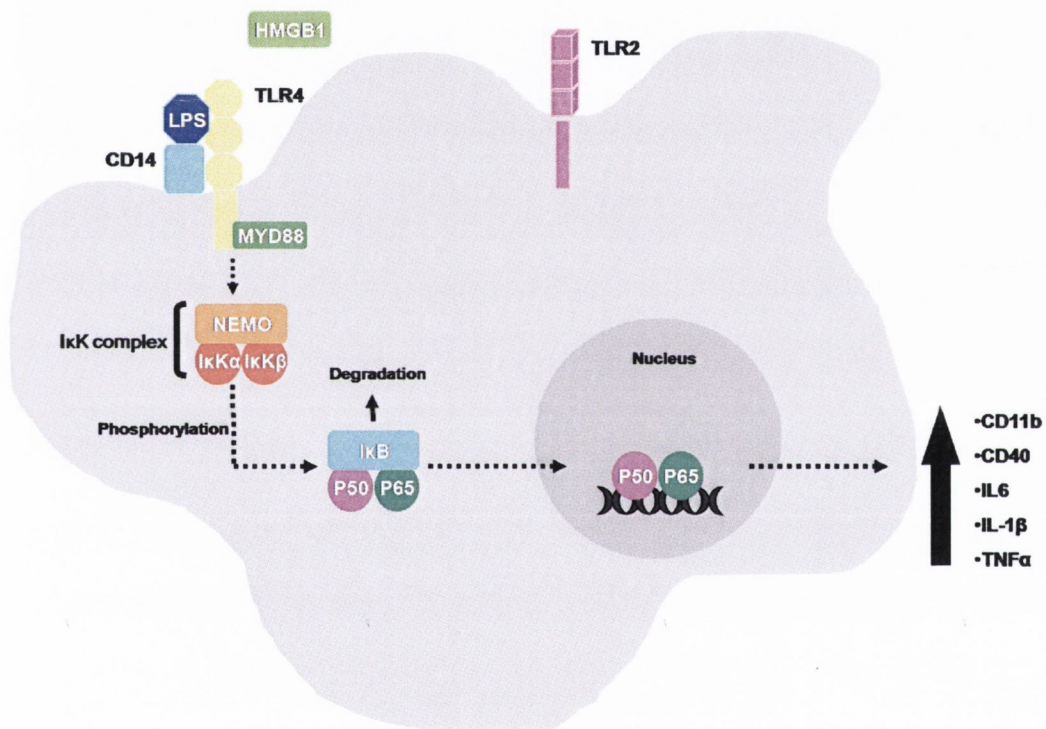 HMGB1
TLR2
TLR4
LPS
CD14
MYD88
NEMO
IκK complex
IκKα IκKβ
Nucleus
Degradation
Phosphorylation
IκB
P50 P65
P50 P65
•CD11b
•CD40
•IL6
•IL-1β
•TNFα